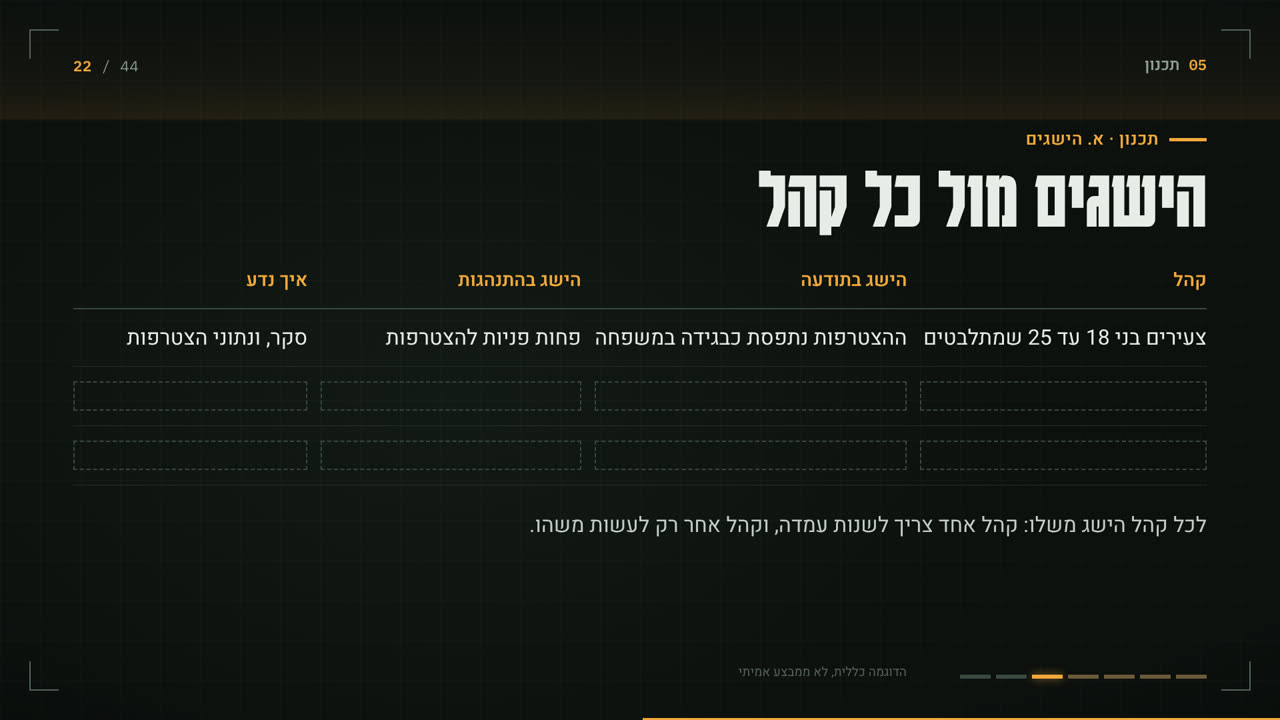 05 תכנון
22 / 44
תכנון · א. הישגים
הישגים מול כל קהל
קהל הישג בתודעה הישג בהתנהגות איך נדע
צעירים בני 18 עד 25 שמתלבטים ההצטרפות נתפסת כבגידה במשפחה פחות פניות להצטרפות סקר, ונתוני הצטרפות
לכל קהל הישג משלו: קהל אחד צריך לשנות עמדה, וקהל אחר רק לעשות משהו.
הדוגמה כללית, לא ממבצע אמיתי